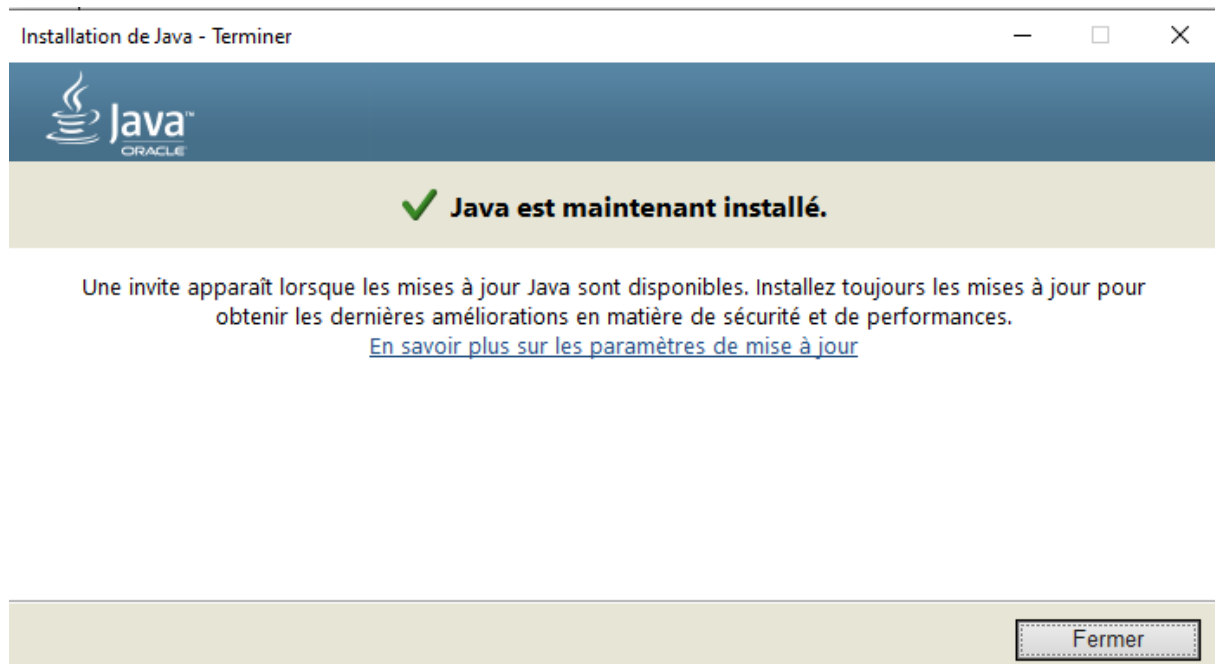 Installation de Java - Terminer
Java™
ORACLE
Java est maintenant installé.
Une invite apparaît lorsque les mises à jour Java sont disponibles. Installez toujours les mises à jour pour
obtenir les dernières améliorations en matière de sécurité et de performances.
En savoir plus sur les paramètres de mise à jour
Fermer